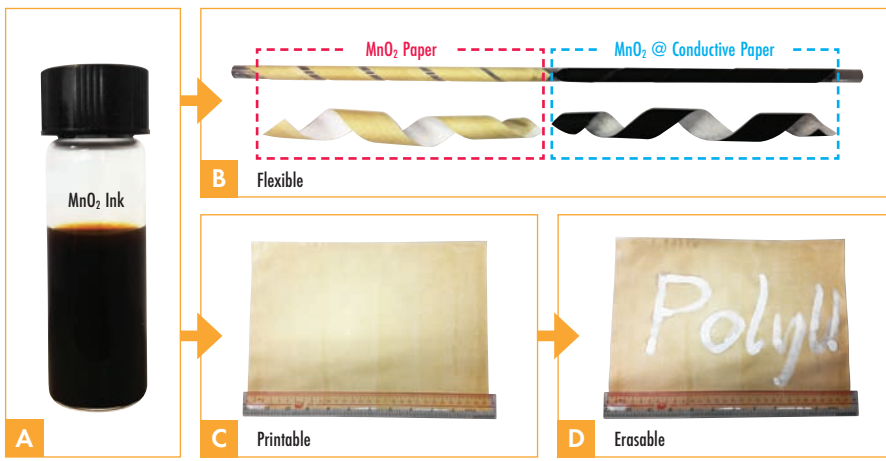 MnO₂ Ink
A
MnO₂ Paper
MnO₂ @ Conductive Paper
B
Flexible
C
Printable
PolyU
D
Erasable